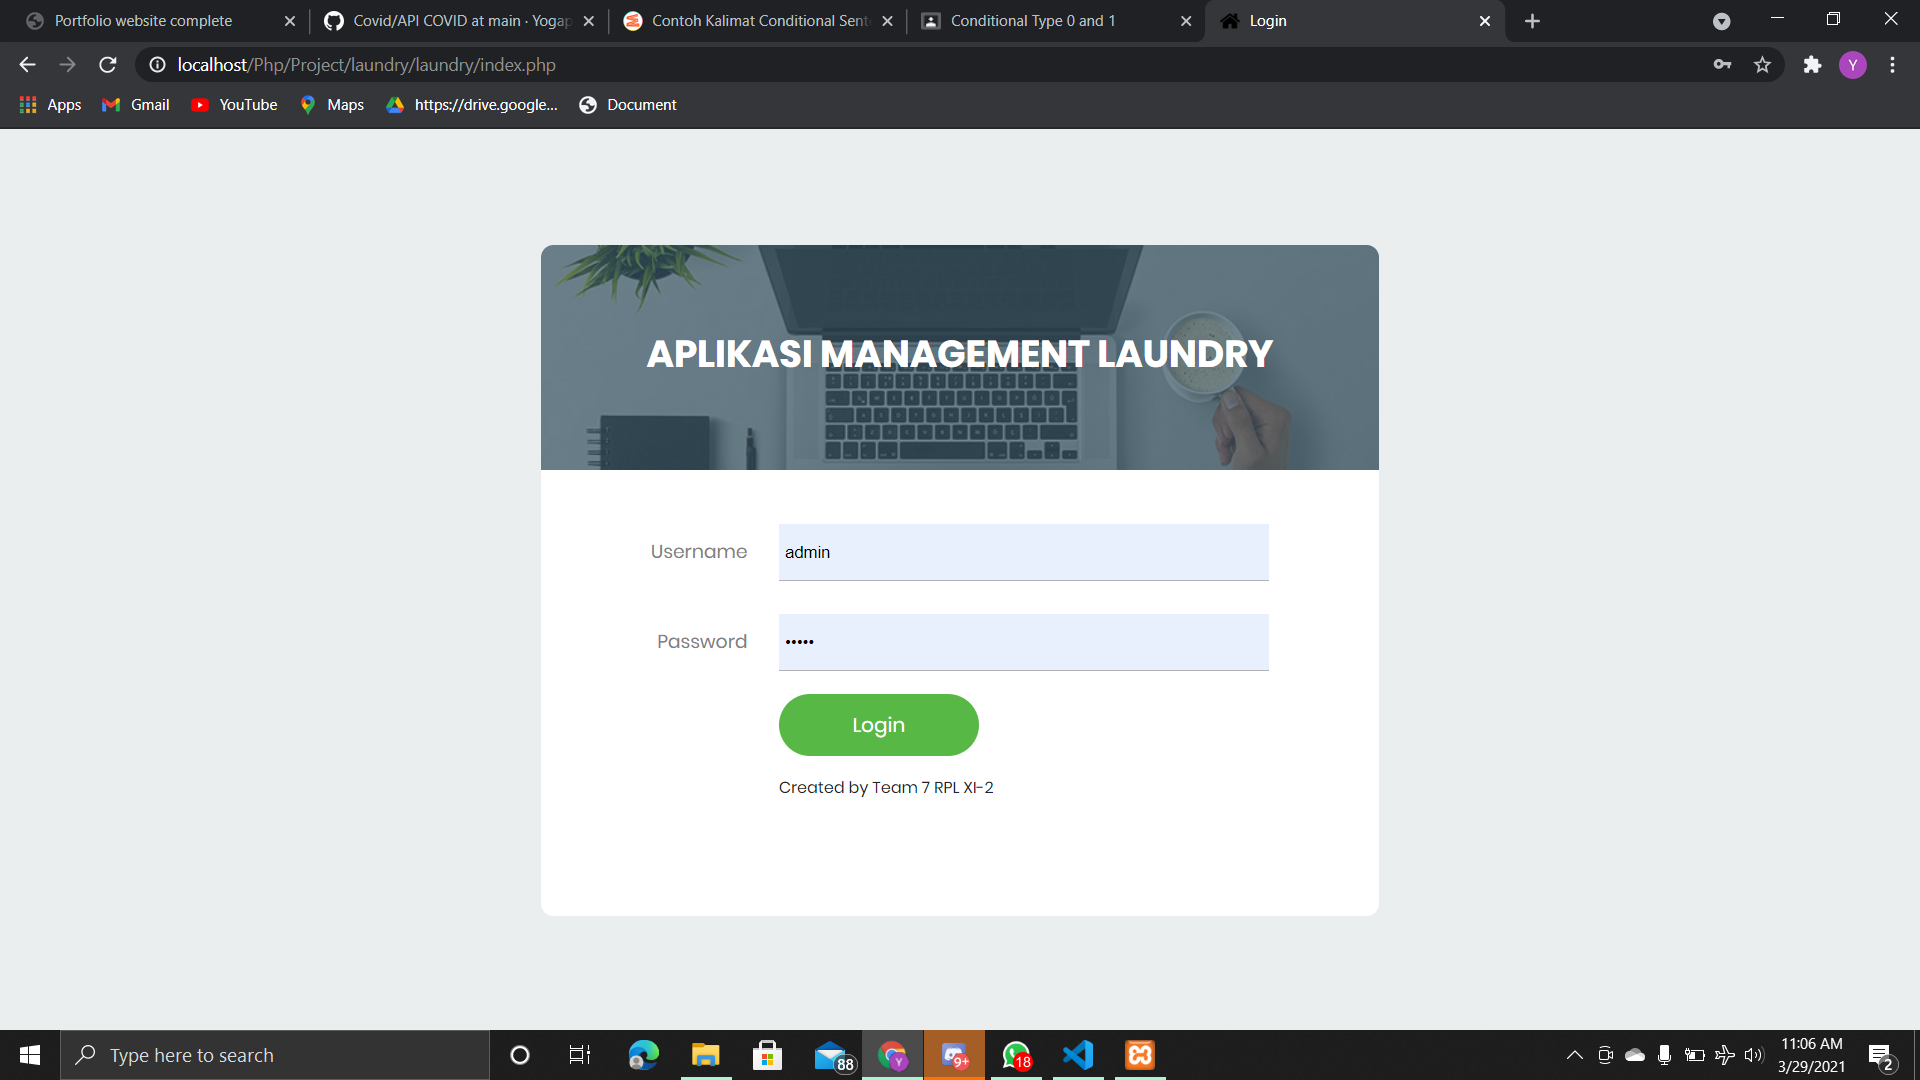 Portfolio website complete
Covid/API COVID at main · Yogap
Contoh Kalimat Conditional Sent
Conditional Type 0 and 1
Login
localhost/Php/Project/laundry/laundry/index.php
Y
Apps
Gmail
YouTube
Maps
https://drive.google...
Document
APLIKASI MANAGEMENT LAUNDRY
Username
admin
Password
•••••
Login
Created by Team 7 RPL XI-2
Type here to search
88
Y
9+
18
11:06 AM
3/29/2021
2